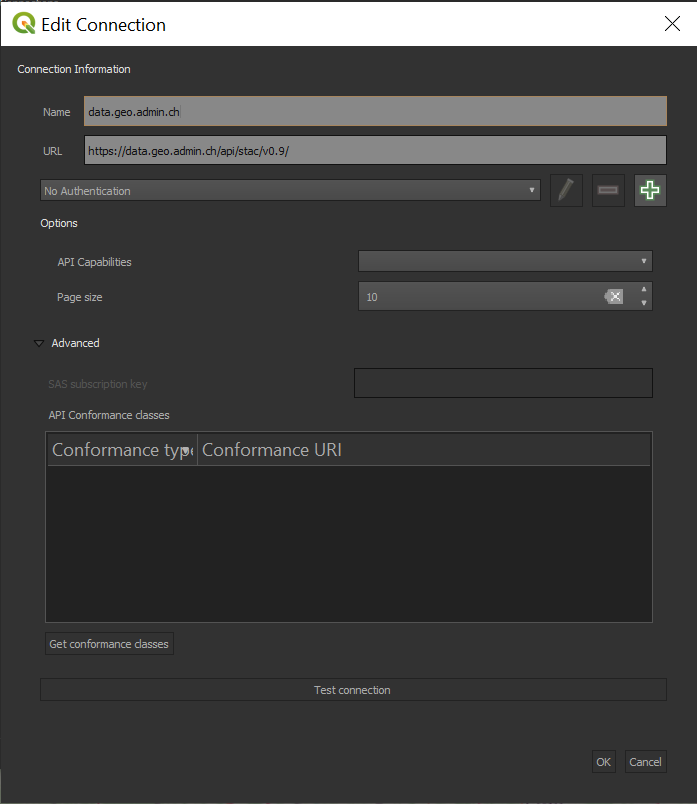 Edit Connection
Connection Information
Name data.geo.admin.ch
URL https://data.geo.admin.ch/api/stac/v0.9/
No Authentication
Options
API Capabilities
Page size 10
Advanced
SAS subscription key
API Conformance classes
Conformance type Conformance URI
Get conformance classes
Test connection
OK Cancel